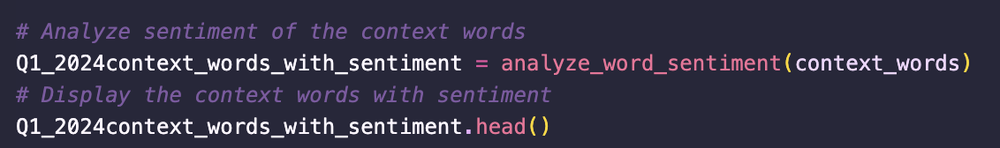 # Analyze sentiment of the context words
Q1_2024context_words_with_sentiment = analyze_word_sentiment(context_words)
# Display the context words with sentiment
Q1_2024context_words_with_sentiment.head()